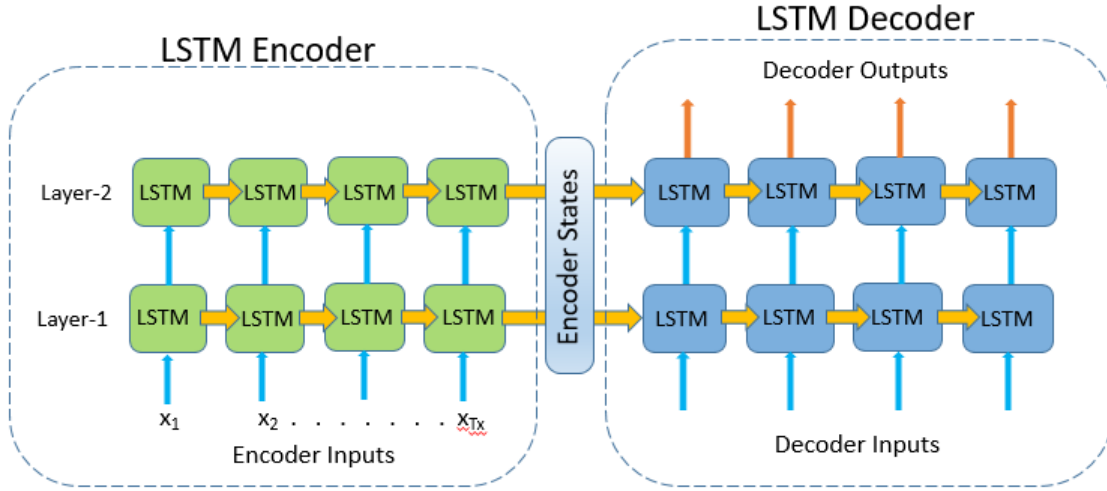 LSTM Encoder
LSTM Decoder
Decoder Outputs
Layer-2
LSTM LSTM LSTM LSTM
LSTM LSTM LSTM LSTM
Encoder States
Layer-1
LSTM LSTM LSTM LSTM
LSTM LSTM LSTM LSTM
x1 x2 . . . . . . . xTx
Encoder Inputs
Decoder Inputs